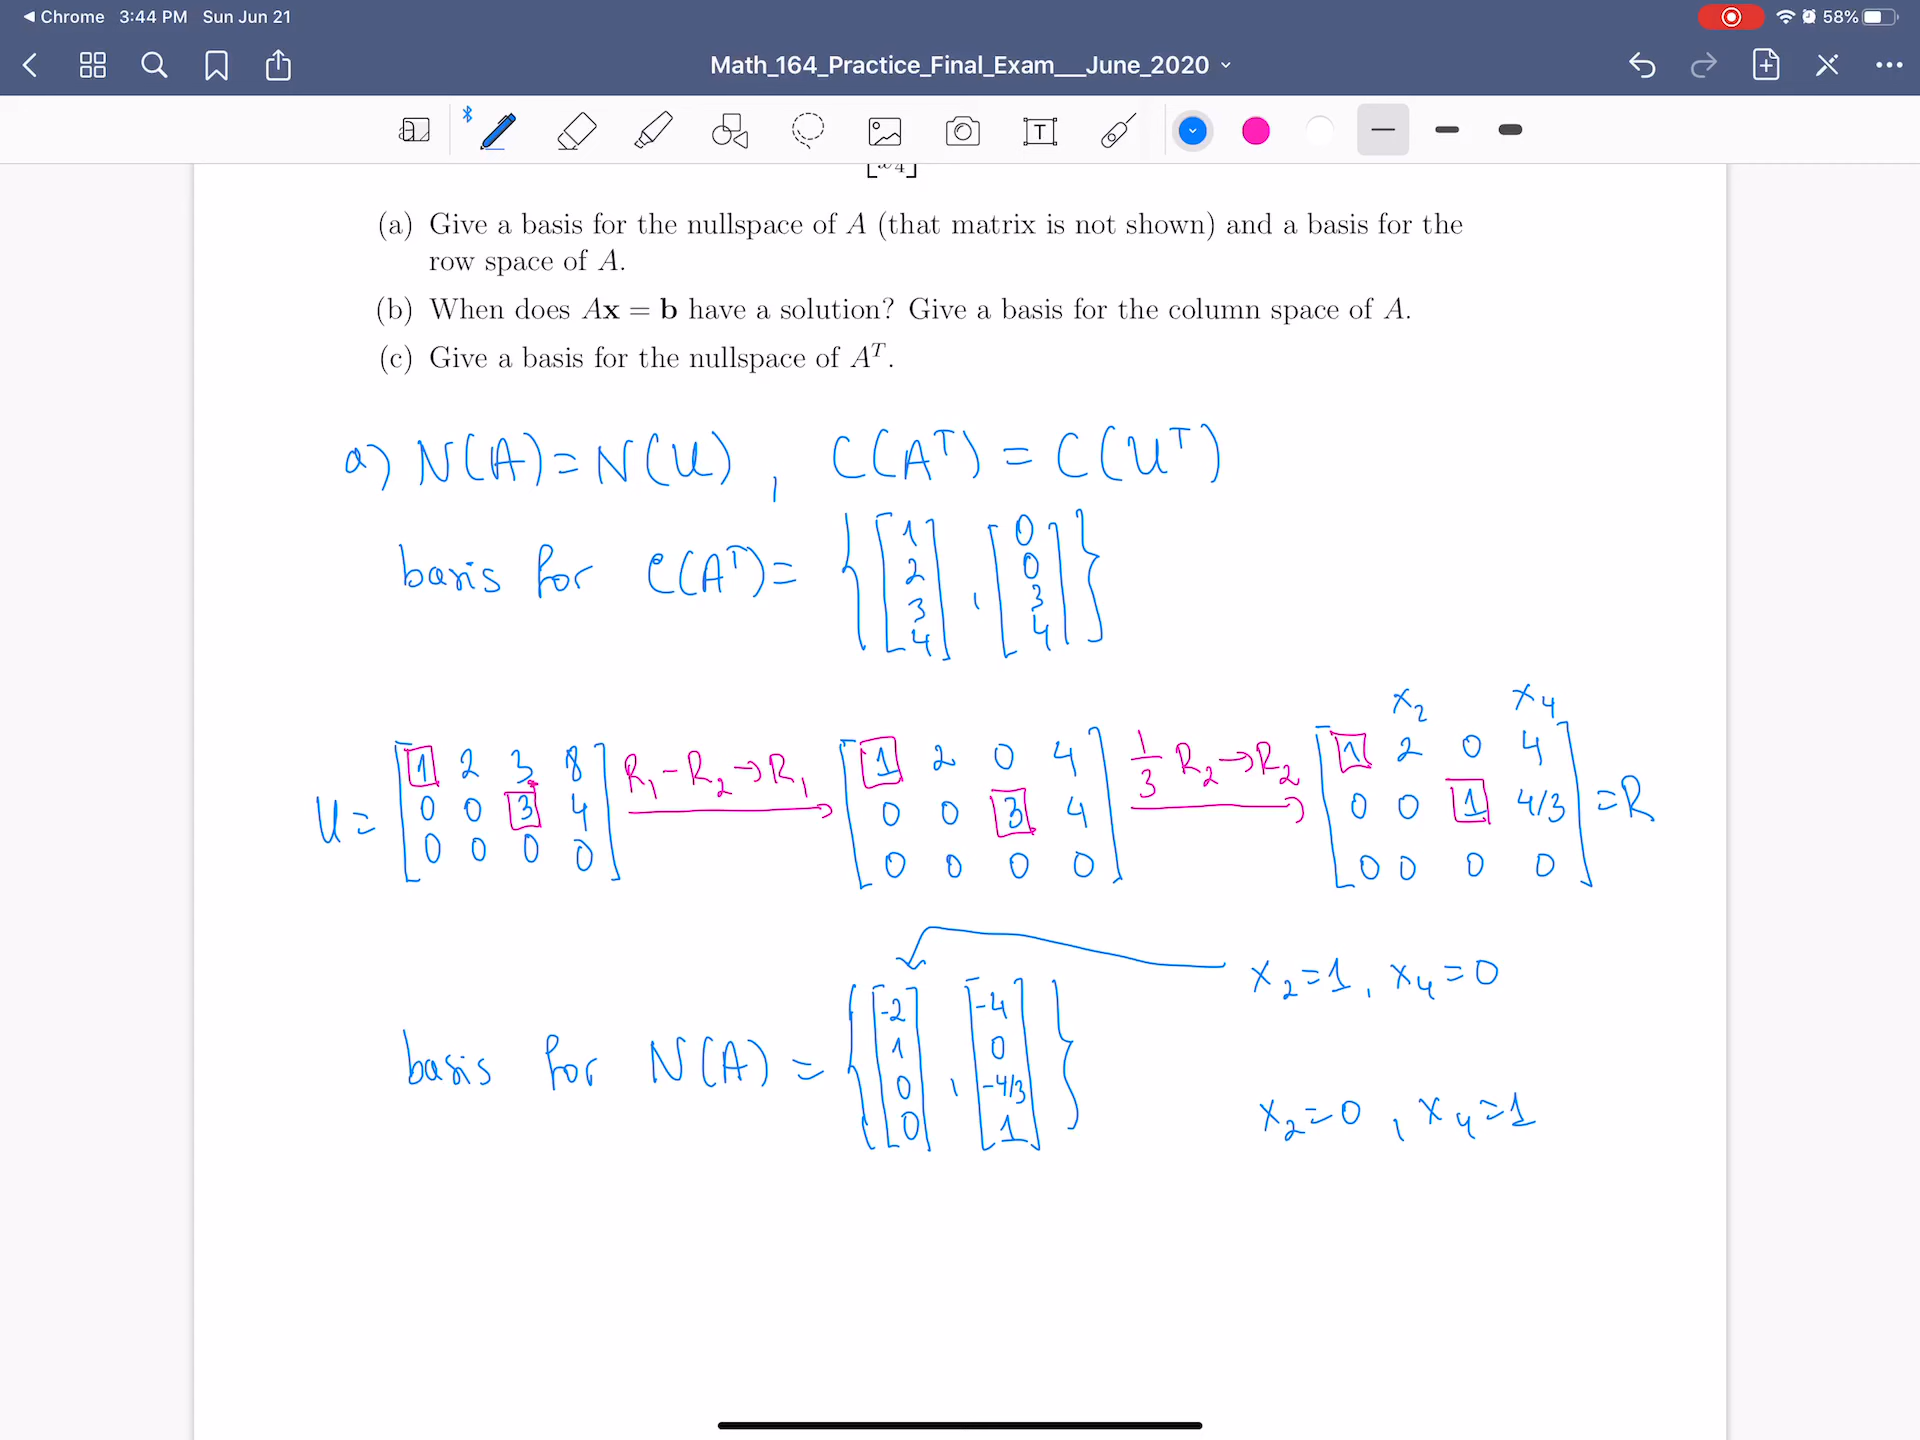 ◀ Chrome 3:44 PM Sun Jun 21 58%
Math_164_Practice_Final_Exam___June_2020
x4
(a) Give a basis for the nullspace of A (that matrix is not shown) and a basis for the
row space of A.
(b) When does Ax = b have a solution? Give a basis for the column space of A.
(c) Give a basis for the nullspace of A^T.
a) N(A) = N(U) , C(A^T) = C(U^T)
basis for C(A^T) = { [1 2 3 4] , [0 0 3 4] }
x2 x4
U = [1 2 3 8; 0 0 3 4; 0 0 0 0] R1 - R2 → R1 [1 2 0 4; 0 0 3 4; 0 0 0 0] 1/3 R2 → R2 [1 2 0 4; 0 0 1 4/3; 0 0 0 0] = R
x2 = 1, x4 = 0
basis for N(A) = { [-2 1 0 0] , [-4 0 -4/3 1] }
x2 = 0, x4 = 1